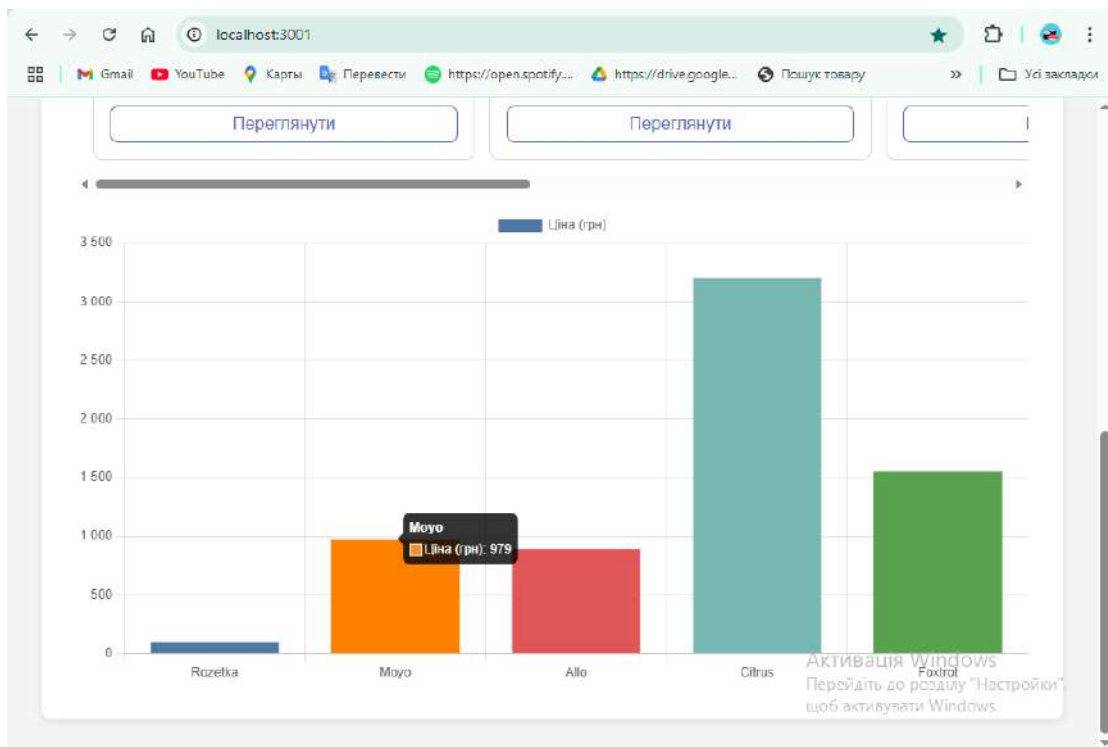 localhost:3001
Gmail YouTube Карты Перевести https://open.spotify.... https://drive.google... Пошук товару » Усі закладки
Переглянути Переглянути
Ціна (грн)
3 500
3 000
2 500
2 000
1 500
1 000
500
0
Moyo
Ціна (грн): 979
Rozetka Moyo Allo Citrus Foxtrot
Активація Windows
Перейдіть до розділу "Настройки",
щоб активувати Windows.